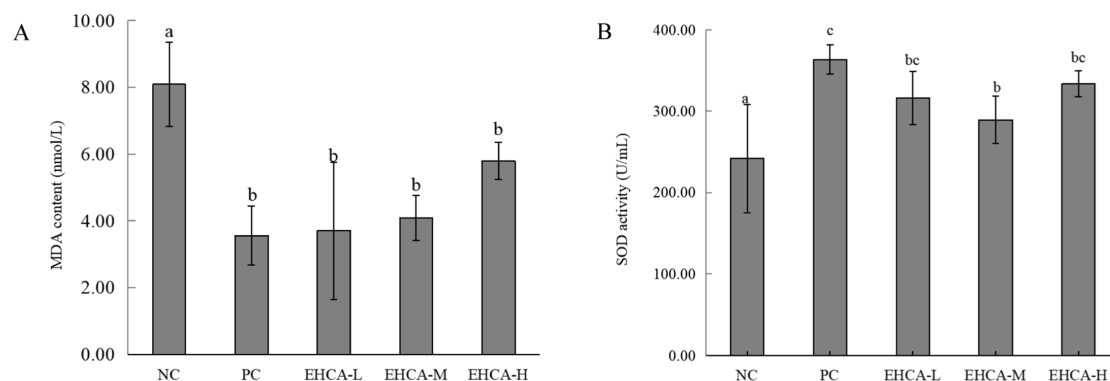 A
MDA content (nmol/L)
10.00
8.00
6.00
4.00
2.00
0.00
a
b
b
b
b
NC
PC
EHCA-L
EHCA-M
EHCA-H
B
SOD activity (U/mL)
400.00
300.00
200.00
100.00
0.00
a
c
bc
b
bc
NC
PC
EHCA-L
EHCA-M
EHCA-H